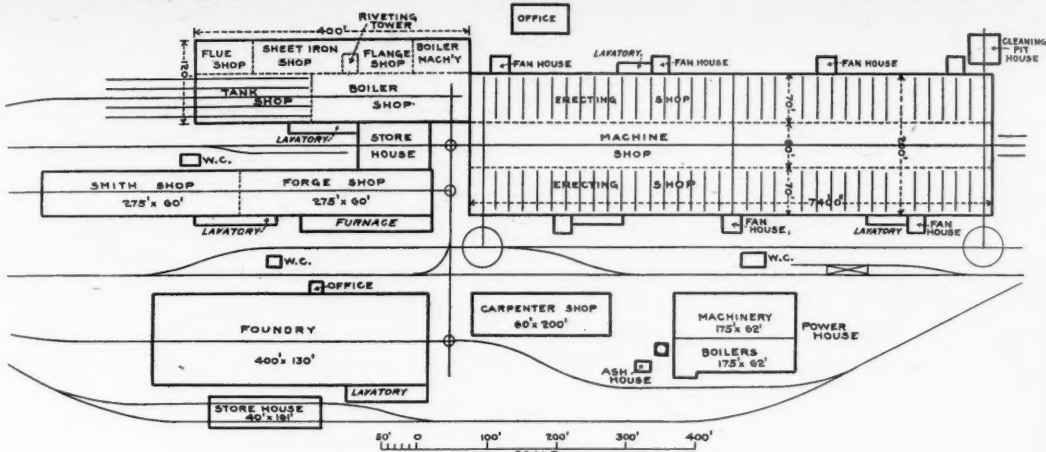 OFFICE
RIVETING
TOWER
400'
120'
FLUE
SHOP
SHEET IRON
SHOP
FLANGE
SHOP
BOILER
MACH'Y
TANK
SHOP
BOILER
SHOP
LAVATORY
STORE
HOUSE
W.C.
FAN HOUSE
LAVATORY
FAN HOUSE
FAN HOUSE
CLEANING
PIT
HOUSE
ERECTING SHOP
70'
MACHINE
SHOP
60'
200'
ERECTING SHOP
70'
7400'
SMITH SHOP
275' x 60'
FORGE SHOP
275' x 60'
LAVATORY
FURNACE
FAN
HOUSE
LAVATORY
FAN
HOUSE
W.C.
W.C.
OFFICE
FOUNDRY
400' x 130'
LAVATORY
STORE HOUSE
40' x 161'
CARPENTER SHOP
60' x 200'
MACHINERY
175' x 62'
BOILERS
175' x 62'
POWER
HOUSE
ASH
HOUSE
50' 0 100' 200' 300' 400'
SCALE